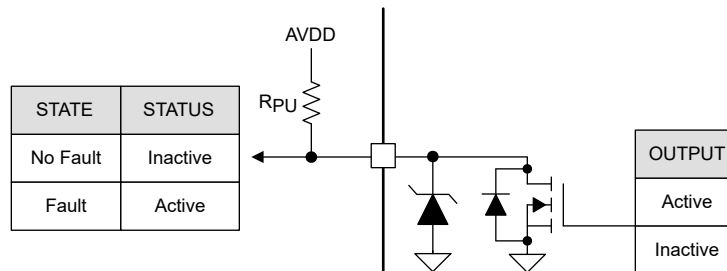 AVDD
RPU
STATE STATUS
No Fault Inactive
Fault Active
OUTPUT
Active
Inactive